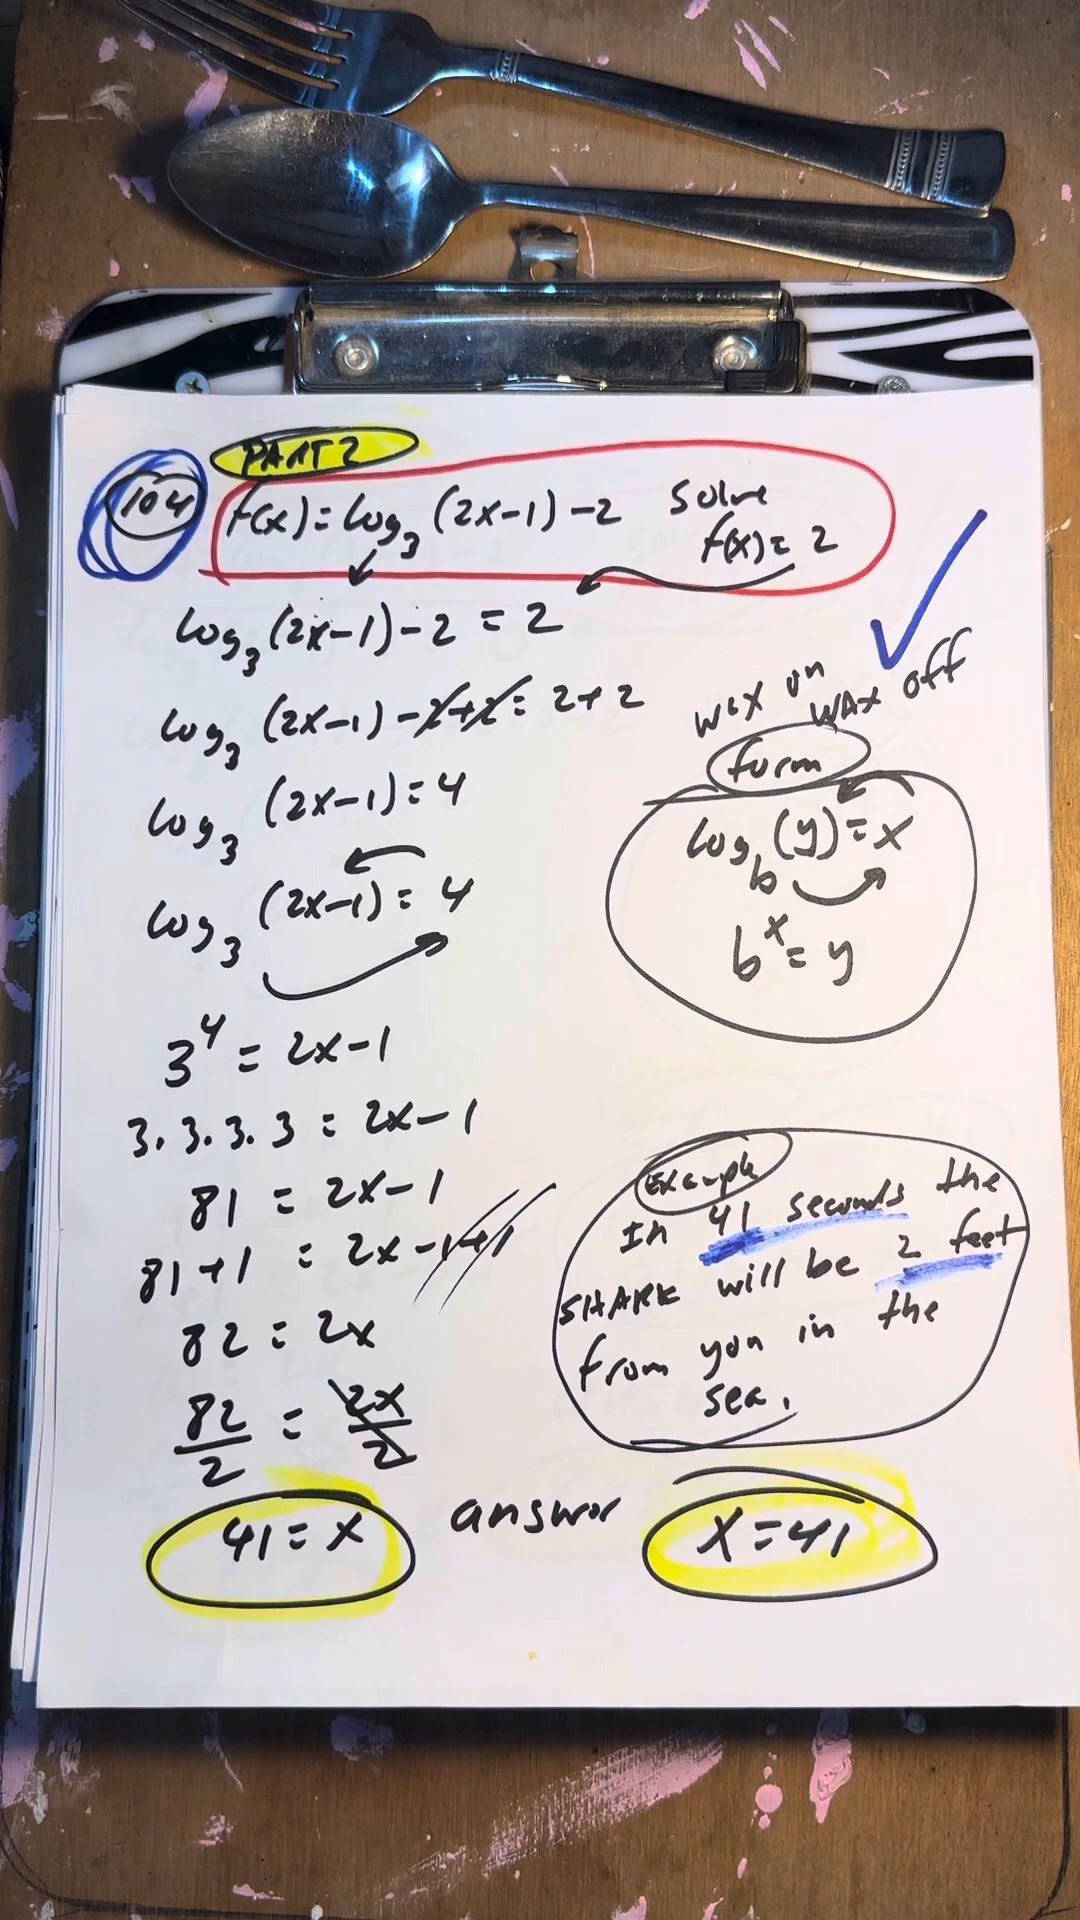 PART 2
104
f(x) = log₃ (2x-1) - 2 Solve
f(x) = 2
log₃ (2x-1) - 2 = 2
log₃ (2x-1) - 2 + 2 = 2 + 2
log₃ (2x-1) = 4
log₃ (2x-1) = 4
3⁴ = 2x - 1
3 . 3 . 3 . 3 = 2x - 1
81 = 2x - 1
81 + 1 = 2x - 1 + 1
82 = 2x
82/2 = 2x/2
41 = x
answer
x = 41
Wax on
WAX off
form
log_b (y) = x
b^x = y
Example
In 41 seconds the
SHARK will be 2 feet
from you in the
sea.